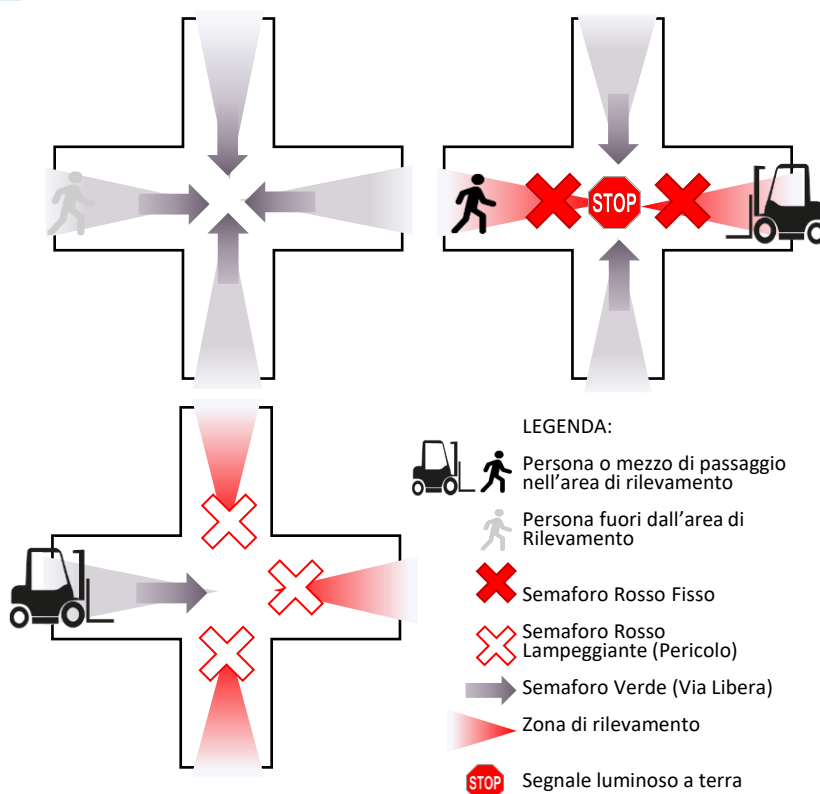 STOP
LEGENDA:
Persona o mezzo di passaggio
nell'area di rilevamento
Persona fuori dall'area di
Rilevamento
Semaforo Rosso Fisso
Semaforo Rosso
Lampeggiante (Pericolo)
Semaforo Verde (Via Libera)
Zona di rilevamento
STOP Segnale luminoso a terra